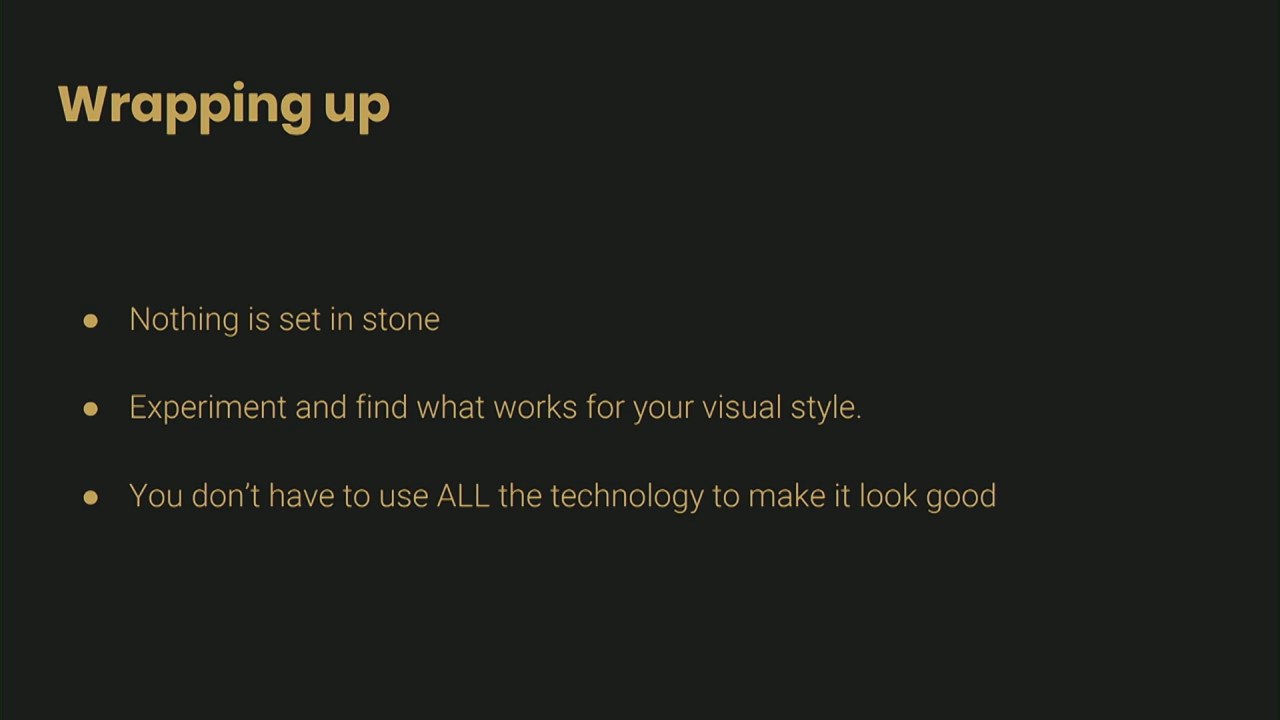 Wrapping up
● Nothing is set in stone
● Experiment and find what works for your visual style.
● You don’t have to use ALL the technology to make it look good